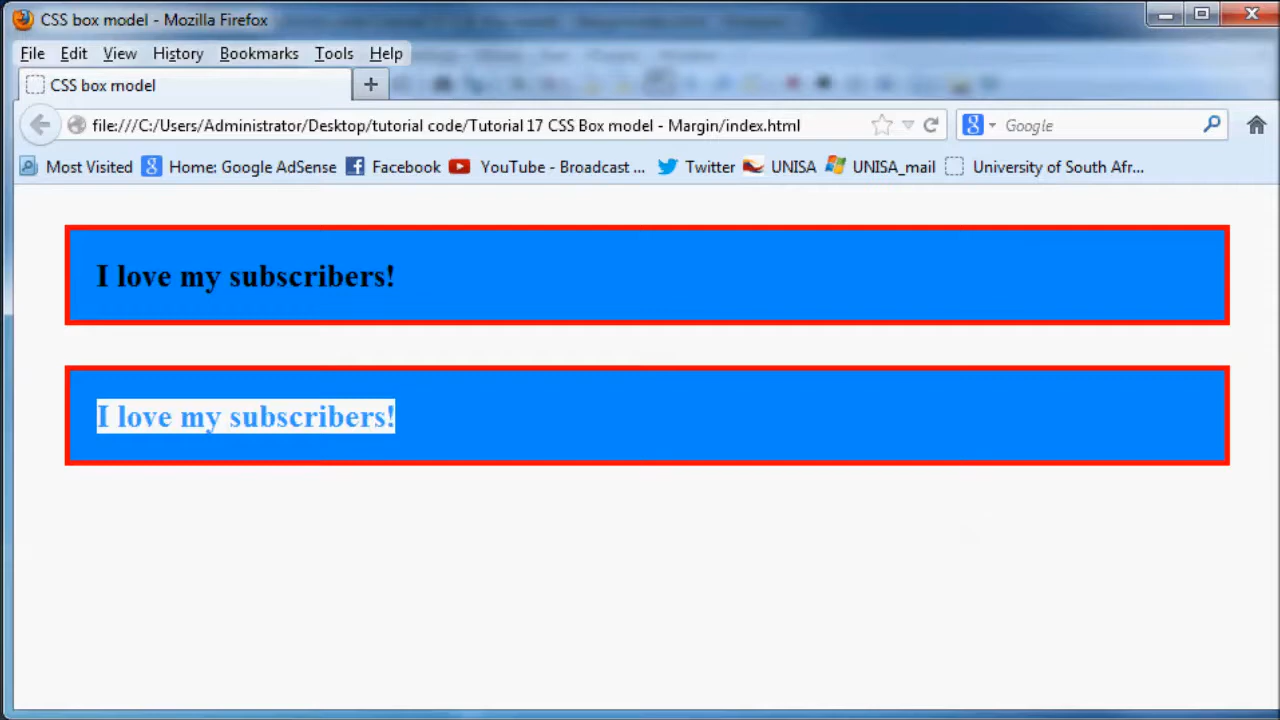 CSS box model - Mozilla Firefox
File Edit View History Bookmarks Tools Help
CSS box model
file:///C:/Users/Administrator/Desktop/tutorial code/Tutorial 17 CSS Box model - Margin/index.html Google
Most Visited Home: Google AdSense Facebook YouTube - Broadcast ... Twitter UNISA UNISA_mail University of South Afr...
I love my subscribers!
I love my subscribers!